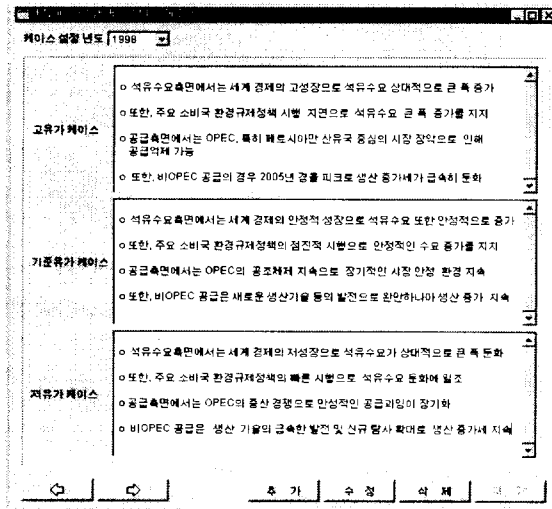 케이스 설정 년도 1998
고유가 케이스
o 석유수요측면에서는 세계 경제의 고성장으로 석유수요 상대적으로 큰 폭 증가
o 또한, 주요 소비국 환경규제정책 시행 지연으로 석유수요 큰 폭 증가를 지지
o 공급측면에서는 OPEC, 특히 페르시아만 산유국 중심의 시장 장악으로 인해
공급억제 가능
o 또한, 비OPEC 공급의 경우 2005년 경을 피크로 생산 증가세가 급속히 둔화
기준유가 케이스
o 석유수요측면에서는 세계 경제의 안정적 성장으로 석유수요 또한 안정적으로 증가
o 또한, 주요 소비국 환경규제정책의 점진적 시행으로 안정적인 수요 증가를 지지
o 공급측면에서는 OPEC의 공조체제 지속으로 장기적인 시장 안정 환경 지속
o 또한, 비OPEC 공급은 새로운 생산기술 등의 발전으로 완만하나마 생산 증가 지속
저유가 케이스
o 석유수요측면에서는 세계 경제의 저성장으로 석유수요가 상대적으로 큰 폭 둔화
o 또한, 주요 소비국 환경규제정책의 빠른 시행으로 석유수요 둔화에 일조
o 공급측면에서는 OPEC의 증산 경쟁으로 만성적인 공급과잉이 장기화
o 비OPEC 공급은 생산 기술의 급속한 발전 및 신규 탐사 확대로 생산 증가세 지속
추 가 수 정 삭 제